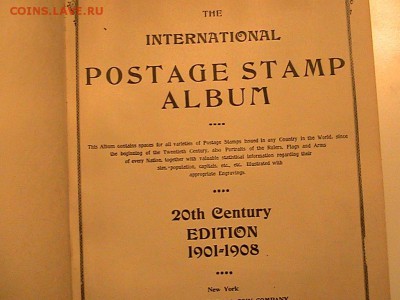 COINS.LAVE.RU
THE
INTERNATIONAL
POSTAGE STAMP
ALBUM
This Album contains spaces for all varieties of Postage Stamps issued in any Country in the World, since
the beginning of the Twentieth Century, also Portraits of the Rulers, Flags and Arms
of every Nation, together with valuable statistical information regarding their
population, capitals, etc., etc. Illustrated with
appropriate Engravings.
20th Century
EDITION
1901-1908
New York
COMPANY